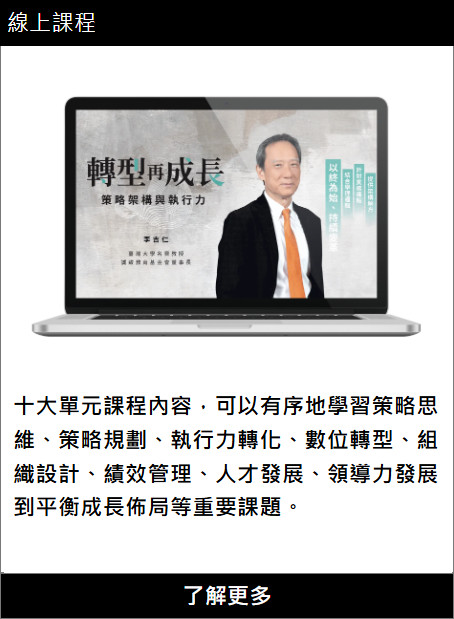 線上課程
轉型再成長
策略架構與執行力
李吉仁
臺灣大學名譽教授
誠致教育基金會董事長
以終為始、持續優化
十大單元課程內容，可以有序地學習策略思
維、策略規劃、執行力轉化、數位轉型、組
織設計、績效管理、人才發展、領導力發展
到平衡成長佈局等重要課題。
了解更多